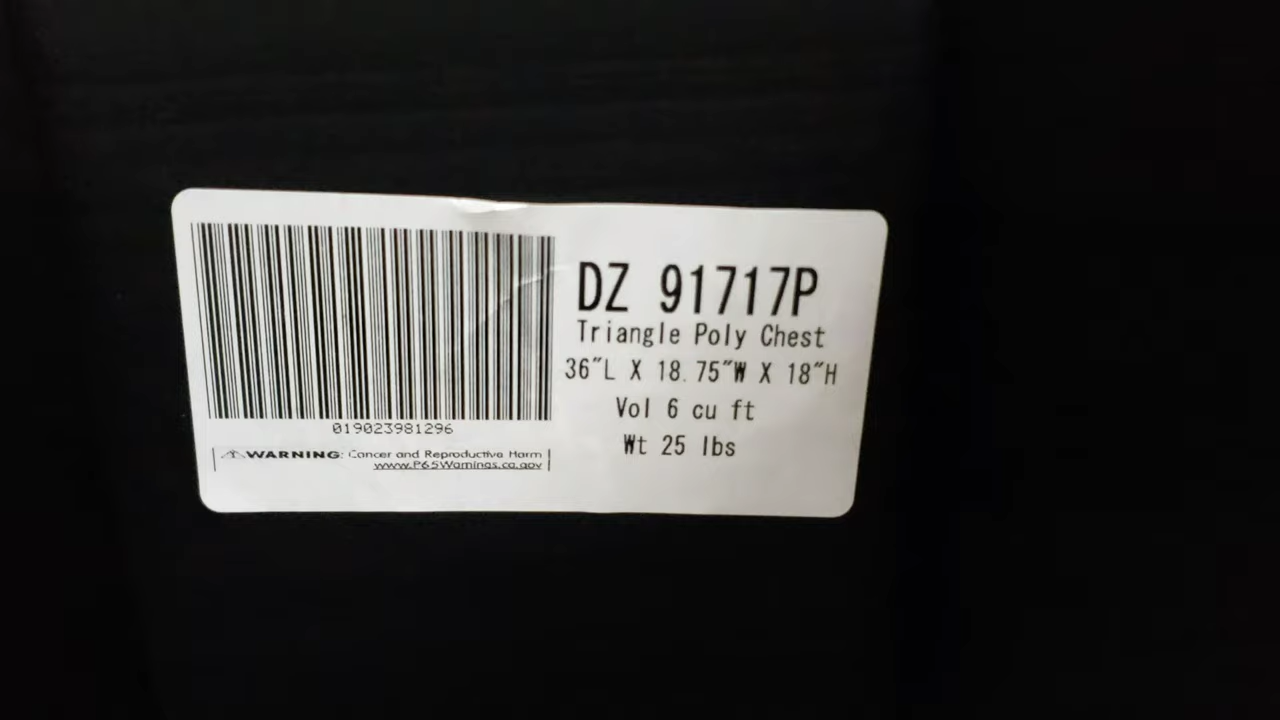 DZ 91717P
Triangle Poly Chest
36"L X 18.75"W X 18"H
Vol 6 cu ft
Wt 25 lbs
019023981296
⚠WARNING: Cancer and Reproductive Harm
www.P65Warnings.ca.gov